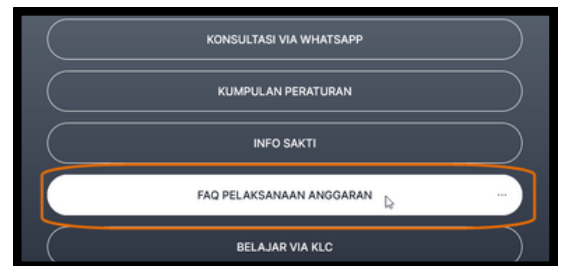 KONSULTASI VIA WHATSAPP
KUMPULAN PERATURAN
INFO SAKTI
FAQ PELAKSANAAN ANGGARAN
BELAJAR VIA KLC